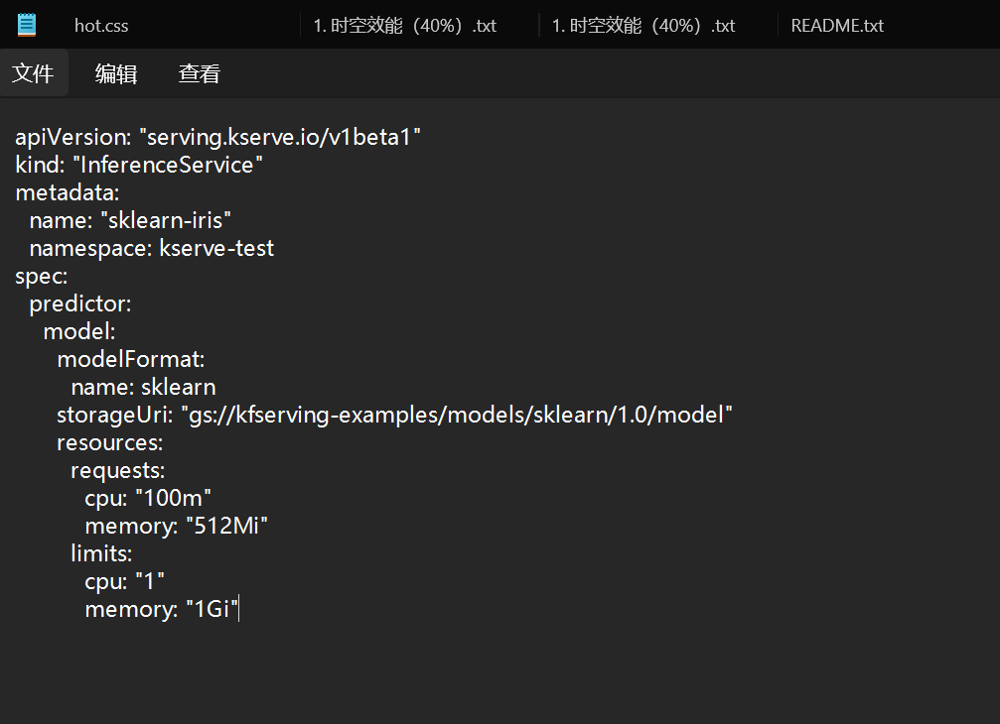 hot.css
1. 时空效能（40%）.txt
1. 时空效能（40%）.txt
README.txt
文件
编辑
查看
apiVersion: "serving.kserve.io/v1beta1"
kind: "InferenceService"
metadata:
  name: "sklearn-iris"
  namespace: kserve-test
spec:
  predictor:
    model:
      modelFormat:
        name: sklearn
      storageUri: "gs://kfserving-examples/models/sklearn/1.0/model"
      resources:
        requests:
          cpu: "100m"
          memory: "512Mi"
        limits:
          cpu: "1"
          memory: "1Gi"